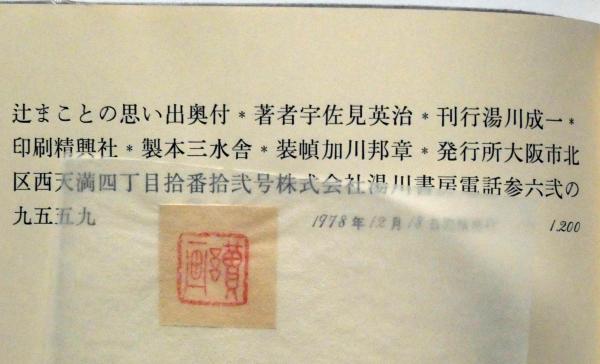 辻まことの思い出奥付*著者宇佐見英治*刊行湯川成一*
印刷精興社*製本三水舎*装幀加川邦章*発行所大阪市北
区西天満四丁目拾番拾弐号株式会社湯川書房電話参六弐の
九五五九
1978年12月18日 1,200